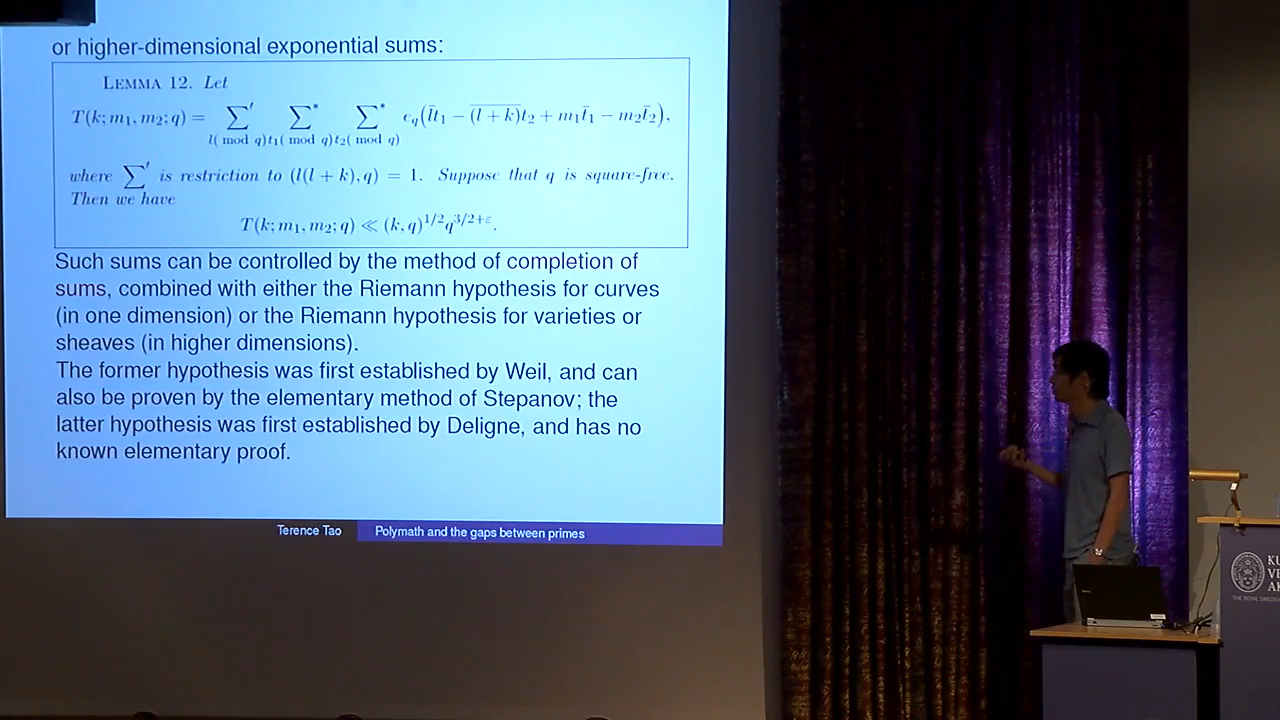 or higher-dimensional exponential sums:
LEMMA 12. Let
T(k; m₁, m₂; q) = ∑′ ∑* ∑* e_q(l̄t₁ − \overline{(l + k)}t₂ + m₁t̄₁ − m₂t̄₂),
l( mod q) t₁( mod q) t₂( mod q)
where ∑′ is restriction to (l(l + k), q) = 1. Suppose that q is square-free.
Then we have
T(k; m₁, m₂; q) ≪ (k, q)^{1/2} q^{3/2+ε}.
Such sums can be controlled by the method of completion of
sums, combined with either the Riemann hypothesis for curves
(in one dimension) or the Riemann hypothesis for varieties or
sheaves (in higher dimensions).
The former hypothesis was first established by Weil, and can
also be proven by the elementary method of Stepanov; the
latter hypothesis was first established by Deligne, and has no
known elementary proof.
Terence Tao Polymath and the gaps between primes
KU
VE
AK
THE ROYAL